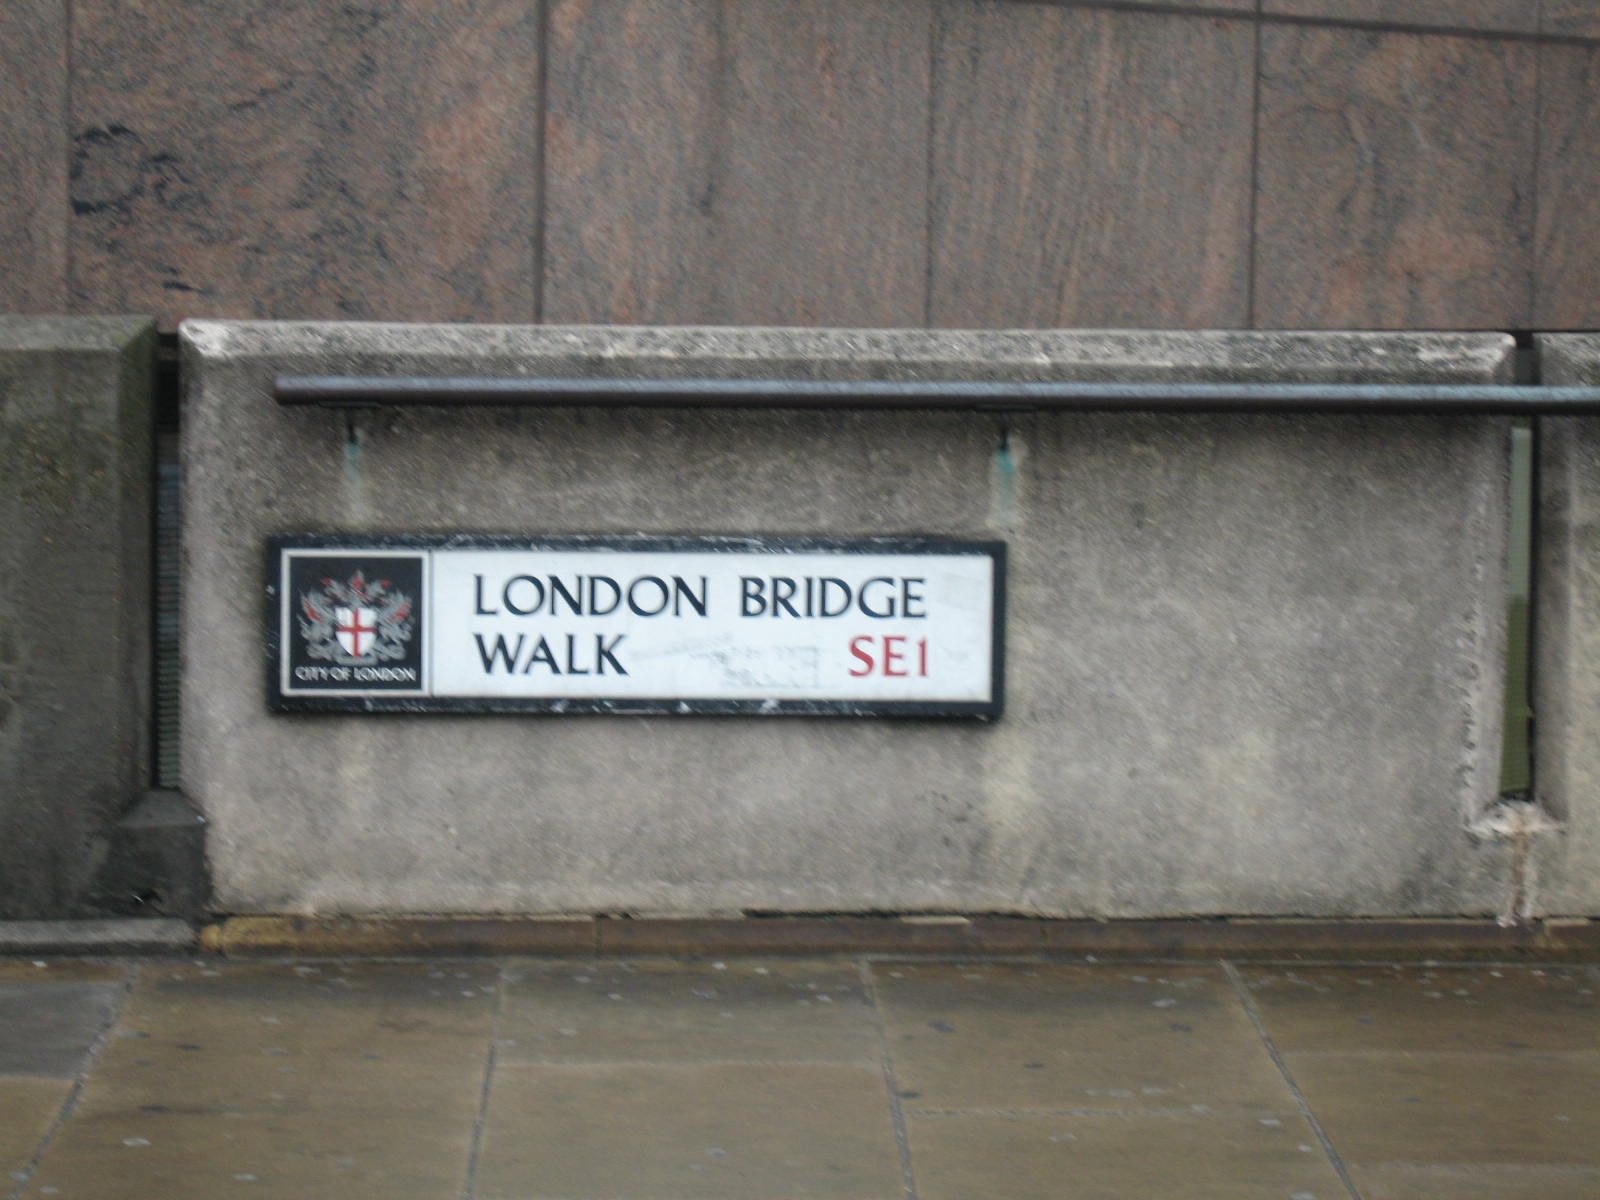 CITY OF LONDON
LONDON BRIDGE
WALK SE1